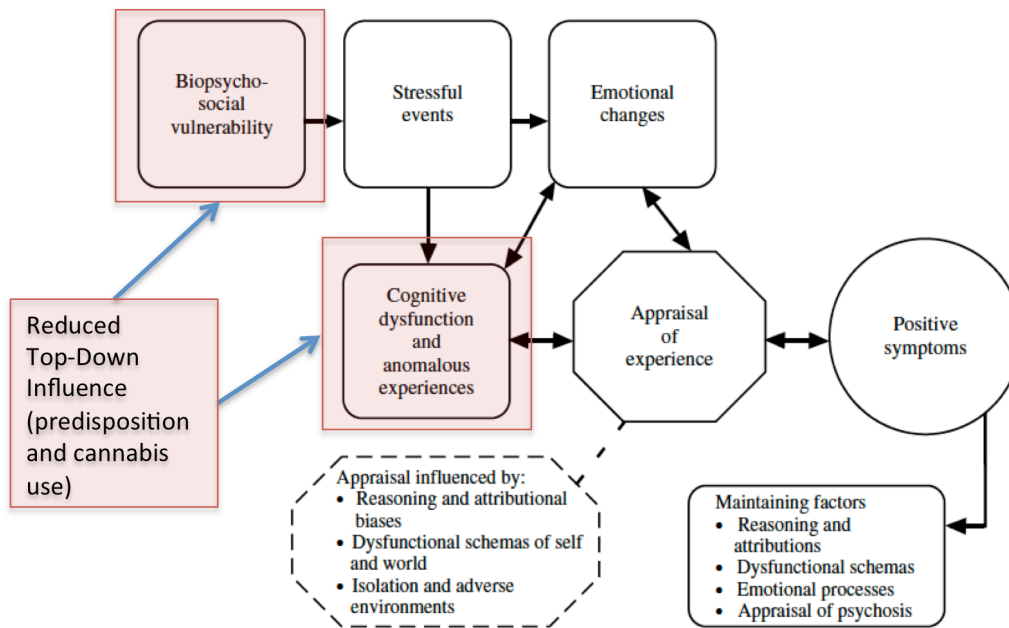 Biopsycho-
social
vulnerability
Stressful
events
Emotional
changes
Reduced
Top-Down
Influence
(predisposition
and cannabis
use)
Cognitive
dysfunction
and
anomalous
experiences
Appraisal
of
experience
Positive
symptoms
Appraisal influenced by:
• Reasoning and attributional
biases
• Dysfunctional schemas of self
and world
• Isolation and adverse
environments
Maintaining factors
• Reasoning and
attributions
• Dysfunctional schemas
• Emotional processes
• Appraisal of psychosis